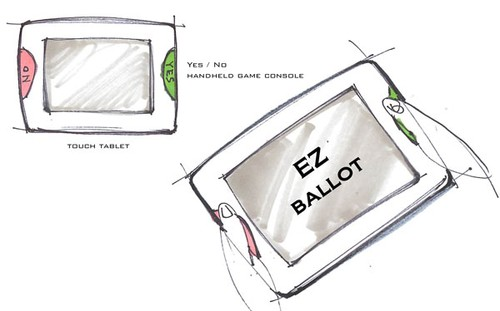 NO
YES
Yes / No
handheld game console
touch tablet
EZ
BALLOT